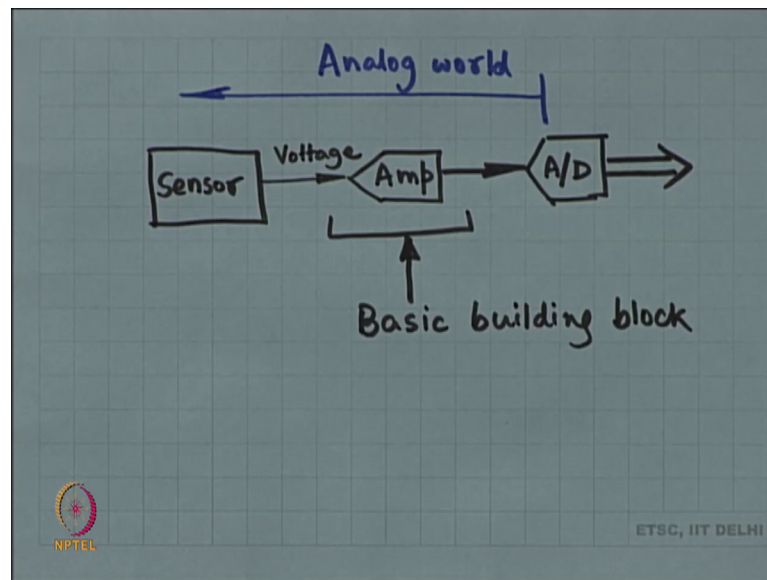 Analog world
Sensor
Voltage
Amp
A/D
Basic building block
NPTEL
ETSC, IIT DELHI